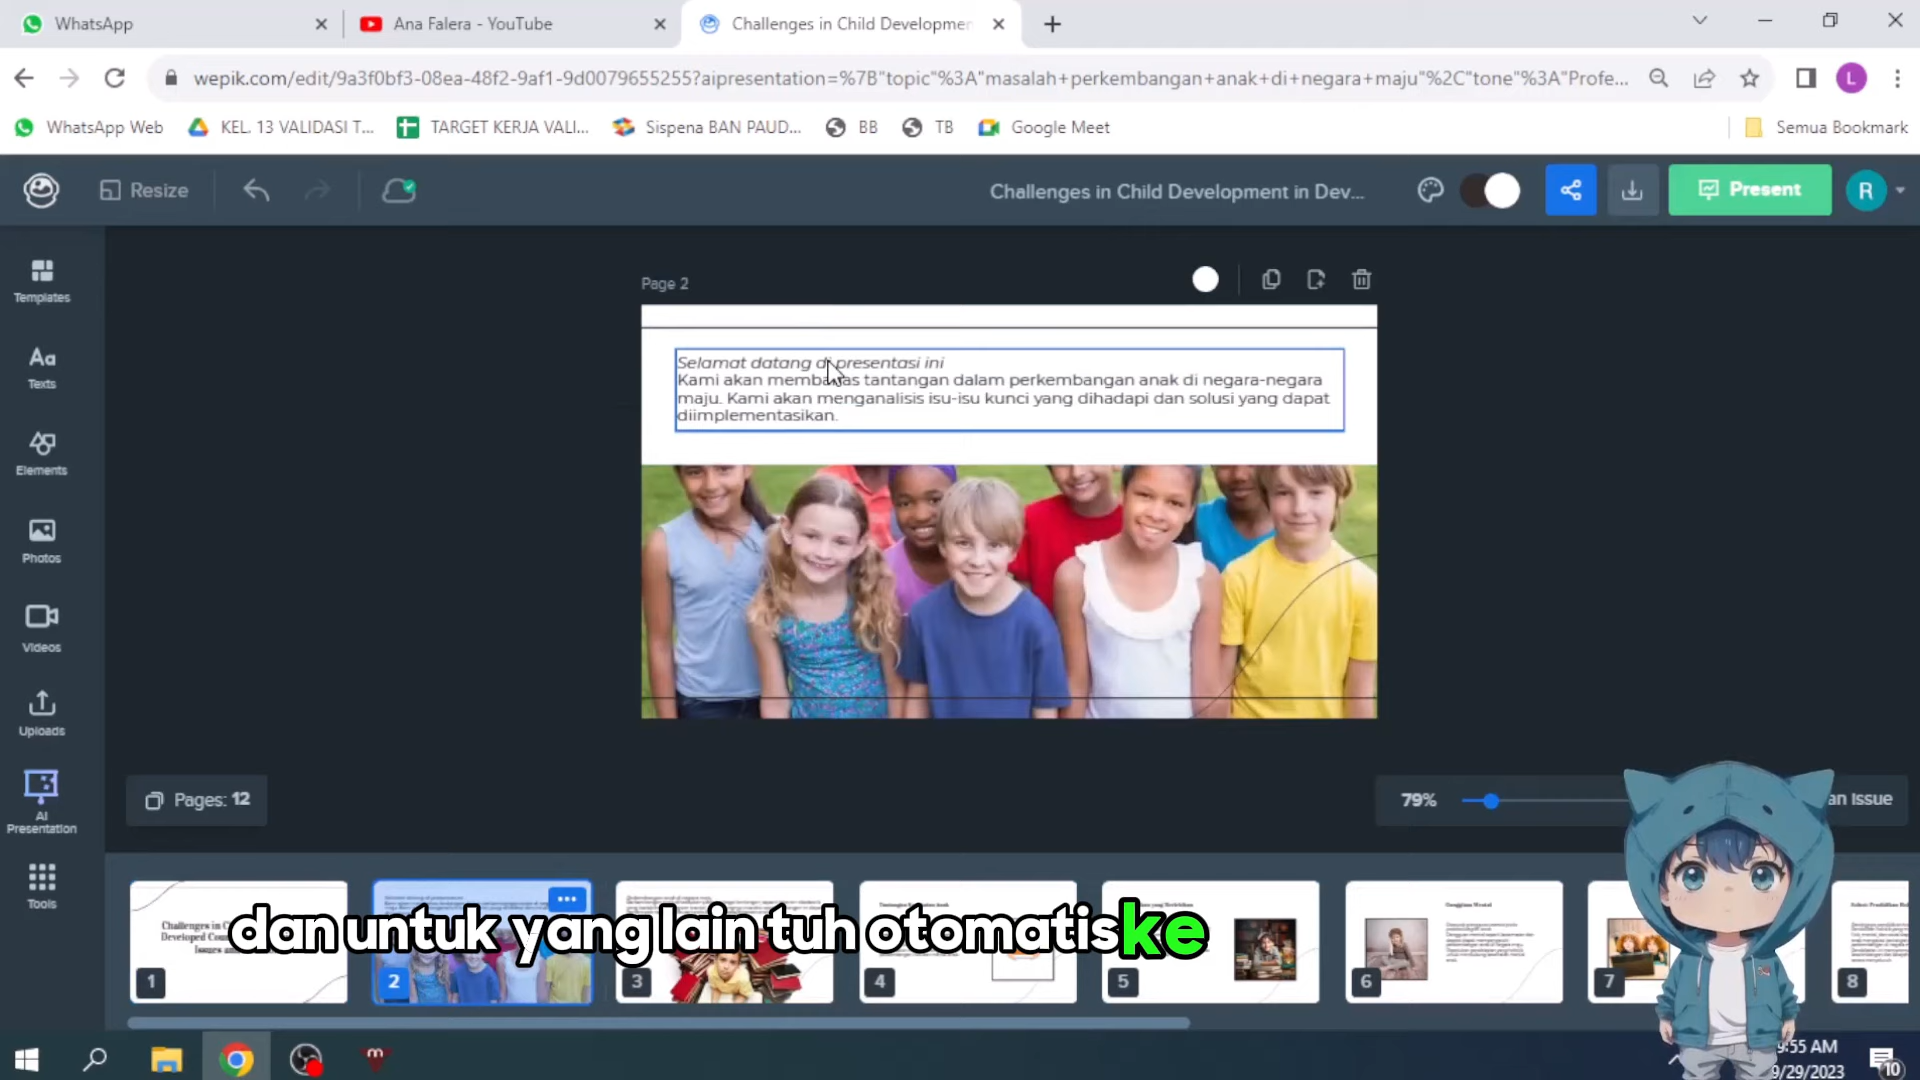 WhatsApp
Ana Falera - YouTube
Challenges in Child Developmen
wepik.com/edit/9a3f0bf3-08ea-48f2-9af1-9d0079655255?aipresentation=%7B"topic"%3A"masalah+perkembangan+anak+di+negara+maju"%2C"tone"%3A"Profe...
WhatsApp Web
KEL. 13 VALIDASI T...
TARGET KERJA VALI...
Sispena BAN PAUD...
BB
TB
Google Meet
Semua Bookmark
Resize
Challenges in Child Development in Dev...
Present
R
L
Templates
Texts
Elements
Photos
Videos
Uploads
AI
Presentation
Tools
Page 2
Selamat datang di presentasi ini
Kami akan membahas tantangan dalam perkembangan anak di negara-negara
maju. Kami akan menganalisis isu-isu kunci yang dihadapi dan solusi yang dapat
diimplementasikan.
Pages: 12
79%
an Issue
dan untuk yang lain tuh otomatis ke
1
2
3
4
5
6
7
8
9:55 AM
9/29/2023
10